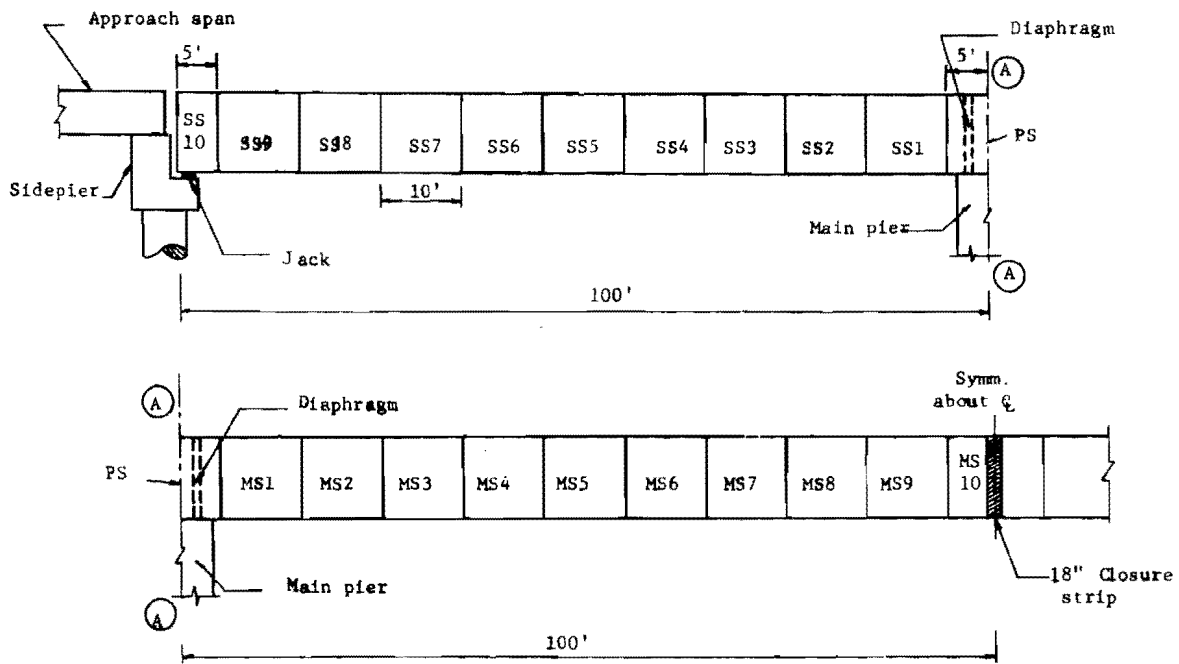 Approach span
Diaphragm
5'
5'
A
SS
10
SS9
SS8
SS7
SS6
SS5
SS4
SS3
SS2
SS1
PS
Sidepier
10'
Main pier
Jack
A
100'
Symm.
about ℄
A
Diaphragm
PS
MS1
MS2
MS3
MS4
MS5
MS6
MS7
MS8
MS9
MS
10
Main pier
18" Closure
strip
A
100'